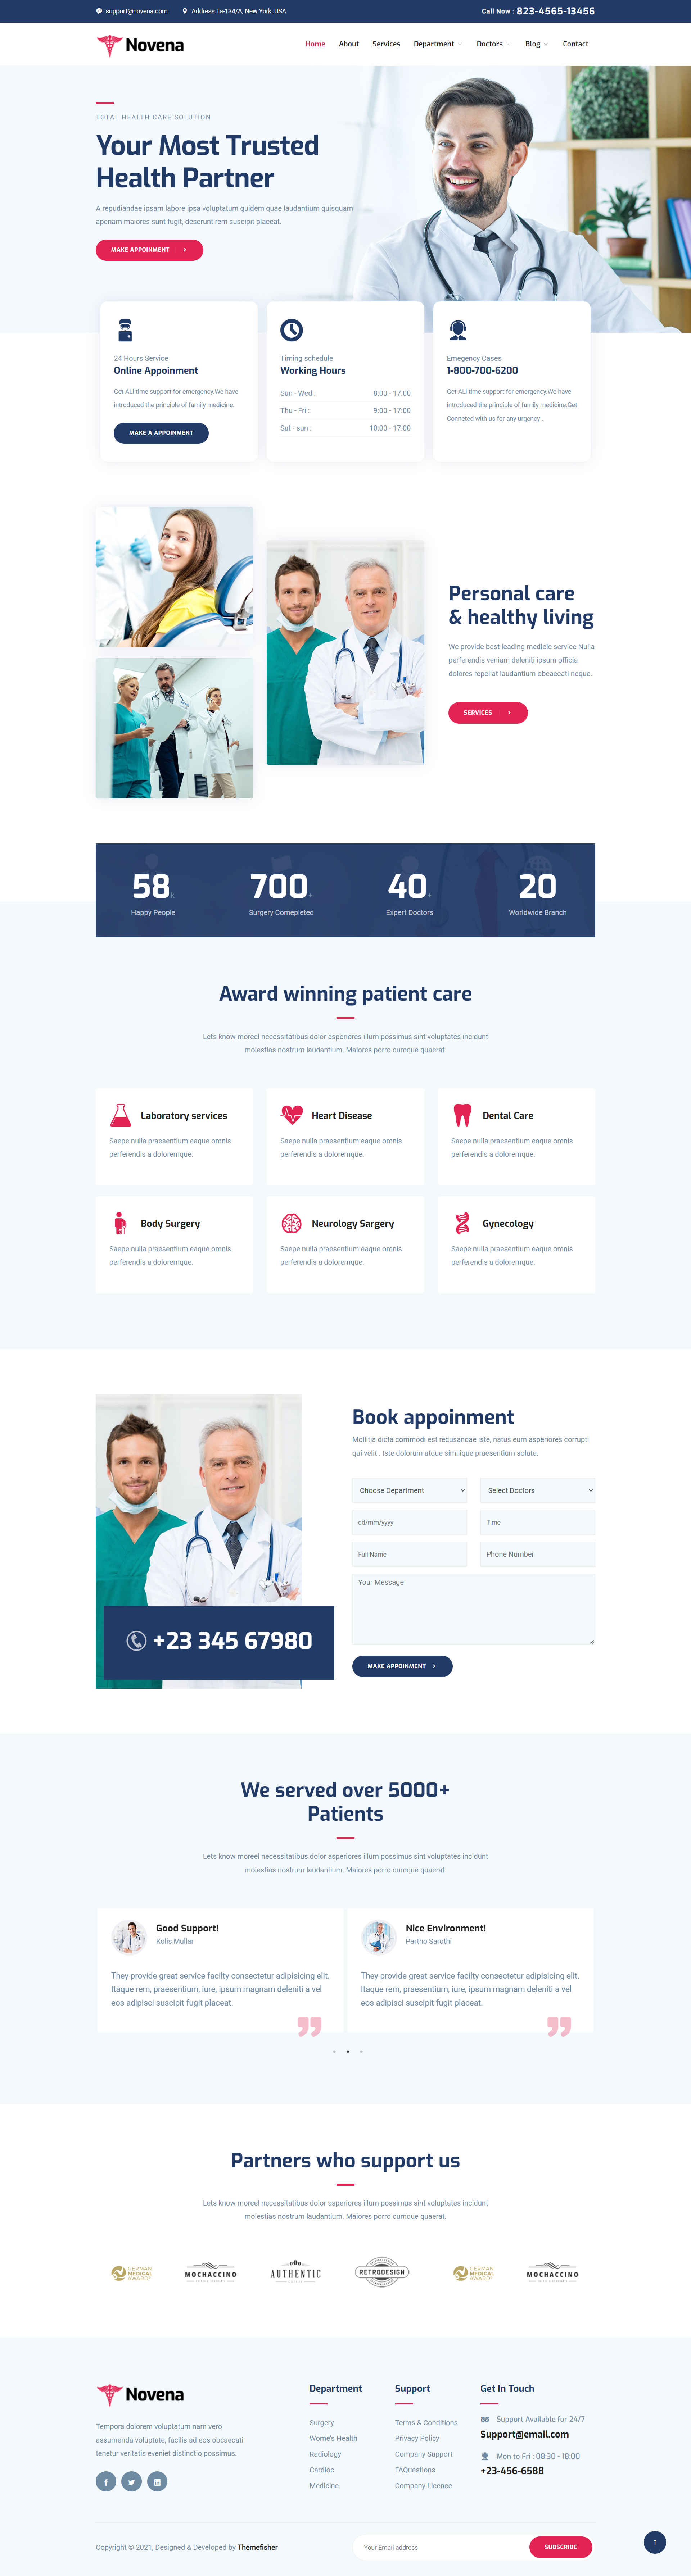 support@novena.com
Address Ta-134/A, New York, USA
Call Now : 823-4565-13456
Novena
Home
About
Services
Department
Doctors
Blog
Contact
TOTAL HEALTH CARE SOLUTION
Your Most Trusted
Health Partner
A repudiandae ipsam labore ipsa voluptatum quidem quae laudantium quisquam
aperiam maiores sunt fugit, deserunt rem suscipit placeat.
MAKE APPOINMENT
24 Hours Service
Online Appoinment
Get ALl time support for emergency.We have
introduced the principle of family medicine.
MAKE A APPOINMENT
Timing schedule
Working Hours
Sun - Wed : 8:00 - 17:00
Thu - Fri : 9:00 - 17:00
Sat - sun : 10:00 - 17:00
Emegency Cases
1-800-700-6200
Get ALl time support for emergency.We have
introduced the principle of family medicine.Get
Conneted with us for any urgency .
Personal care
& healthy living
We provide best leading medicle service Nulla
perferendis veniam deleniti ipsum officia
dolores repellat laudantium obcaecati neque.
SERVICES
58k
Happy People
700+
Surgery Comepleted
40+
Expert Doctors
20
Worldwide Branch
Award winning patient care
Lets know moreel necessitatibus dolor asperiores illum possimus sint voluptates incidunt
molestias nostrum laudantium. Maiores porro cumque quaerat.
Laboratory services
Saepe nulla praesentium eaque omnis
perferendis a doloremque.
Heart Disease
Saepe nulla praesentium eaque omnis
perferendis a doloremque.
Dental Care
Saepe nulla praesentium eaque omnis
perferendis a doloremque.
Body Surgery
Saepe nulla praesentium eaque omnis
perferendis a doloremque.
Neurology Sargery
Saepe nulla praesentium eaque omnis
perferendis a doloremque.
Gynecology
Saepe nulla praesentium eaque omnis
perferendis a doloremque.
+23 345 67980
Book appoinment
Mollitia dicta commodi est recusandae iste, natus eum asperiores corrupti
qui velit . Iste dolorum atque similique praesentium soluta.
Choose Department
Select Doctors
dd/mm/yyyy
Time
Full Name
Phone Number
Your Message
MAKE APPOINMENT
We served over 5000+
Patients
Lets know moreel necessitatibus dolor asperiores illum possimus sint voluptates incidunt
molestias nostrum laudantium. Maiores porro cumque quaerat.
Good Support!
Kolis Mullar
They provide great service facilty consectetur adipisicing elit.
Itaque rem, praesentium, iure, ipsum magnam deleniti a vel
eos adipisci suscipit fugit placeat.
Nice Environment!
Partho Sarothi
They provide great service facilty consectetur adipisicing elit.
Itaque rem, praesentium, iure, ipsum magnam deleniti a vel
eos adipisci suscipit fugit placeat.
Partners who support us
Lets know moreel necessitatibus dolor asperiores illum possimus sint voluptates incidunt
molestias nostrum laudantium. Maiores porro cumque quaerat.
GERMAN
MEDICAL
AWARD
MOCHACCINO
AUTHENTIC
RETRODESIGN
GERMAN
MEDICAL
AWARD
MOCHACCINO
Novena
Tempora dolorem voluptatum nam vero
assumenda voluptate, facilis ad eos obcaecati
tenetur veritatis eveniet distinctio possimus.
Department
Surgery
Wome's Health
Radiology
Cardioc
Medicine
Support
Terms & Conditions
Privacy Policy
Company Support
FAQuestions
Company Licence
Get In Touch
Support Available for 24/7
Support@email.com
Mon to Fri : 08:30 - 18:00
+23-456-6588
Copyright © 2021, Designed & Developed by Themefisher
Your Email address
SUBSCRIBE